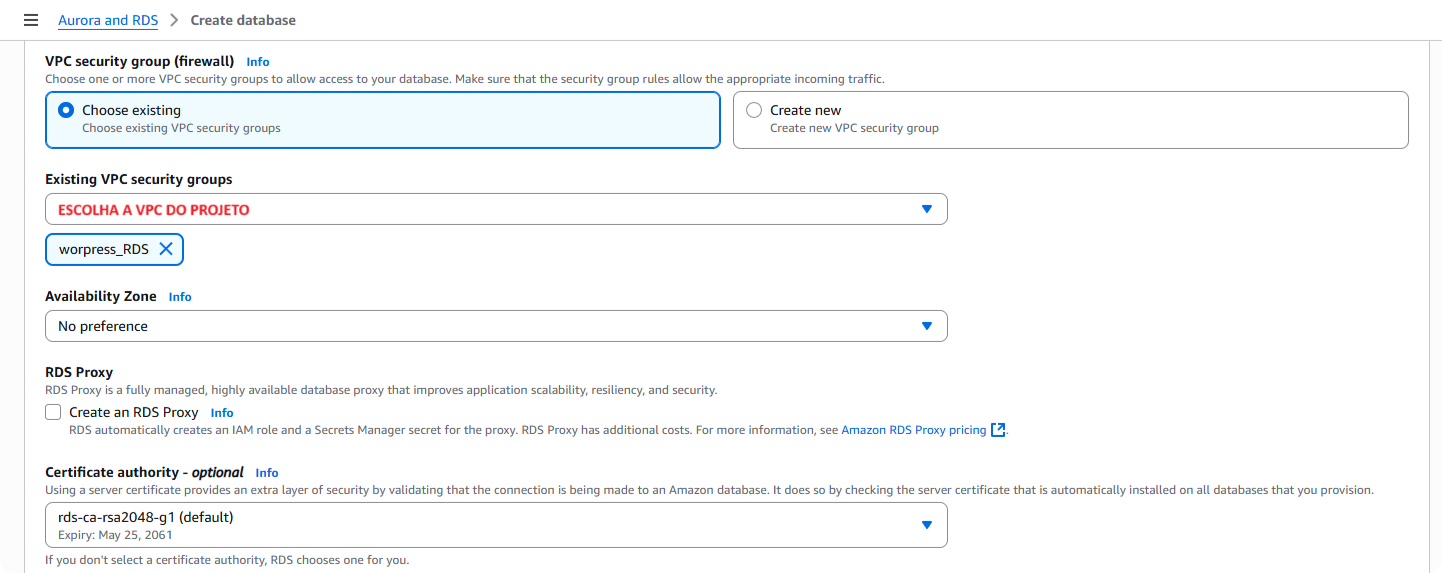 Aurora and RDS > Create database
VPC security group (firewall) Info
Choose one or more VPC security groups to allow access to your database. Make sure that the security group rules allow the appropriate incoming traffic.
Choose existing
Choose existing VPC security groups
Create new
Create new VPC security group
Existing VPC security groups
ESCOLHA A VPC DO PROJETO
worpress_RDS
Availability Zone Info
No preference
RDS Proxy
RDS Proxy is a fully managed, highly available database proxy that improves application scalability, resiliency, and security.
Create an RDS Proxy Info
RDS automatically creates an IAM role and a Secrets Manager secret for the proxy. RDS Proxy has additional costs. For more information, see Amazon RDS Proxy pricing.
Certificate authority - optional Info
Using a server certificate provides an extra layer of security by validating that the connection is being made to an Amazon database. It does so by checking the server certificate that is automatically installed on all databases that you provision.
rds-ca-rsa2048-g1 (default)
Expiry: May 25, 2061
If you don't select a certificate authority, RDS chooses one for you.